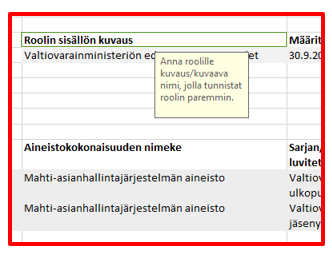 Roolin sisällön kuvaus Määrit
Valtiovarainministeriön et 30.9.20
Anna roolille
kuvaus/kuvaava
nimi, jolla tunnistat
roolin paremmin.
Aineistokokonaisuuden nimeke Sarjan/
luvitet
Mahti-asianhallintajärjestelmän aineisto Valtiov
ulkopu
Mahti-asianhallintajärjestelmän aineisto Valtiov
jäseny